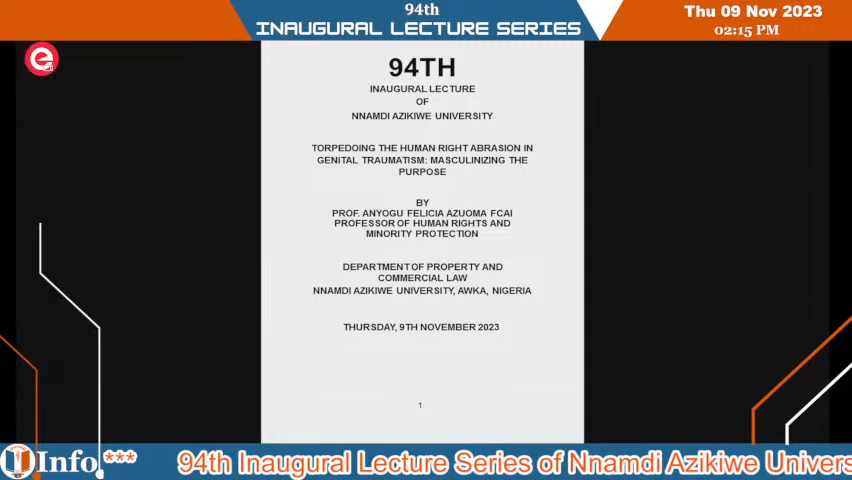 94th
INAUGURAL LECTURE SERIES
Thu 09 Nov 2023
02:15 PM
94TH
INAUGURAL LECTURE
OF
NNAMDI AZIKIWE UNIVERSITY
TORPEDOING THE HUMAN RIGHT ABRASION IN
GENITAL TRAUMATISM: MASCULINIZING THE
PURPOSE
BY
PROF. ANYOGU FELICIA AZUOMA FCAI
PROFESSOR OF HUMAN RIGHTS AND
MINORITY PROTECTION
DEPARTMENT OF PROPERTY AND
COMMERCIAL LAW
NNAMDI AZIKIWE UNIVERSITY, AWKA, NIGERIA
THURSDAY, 9TH NOVEMBER 2023
1
Info. *** 94th Inaugural Lecture Series of Nnamdi Azikiwe Univers